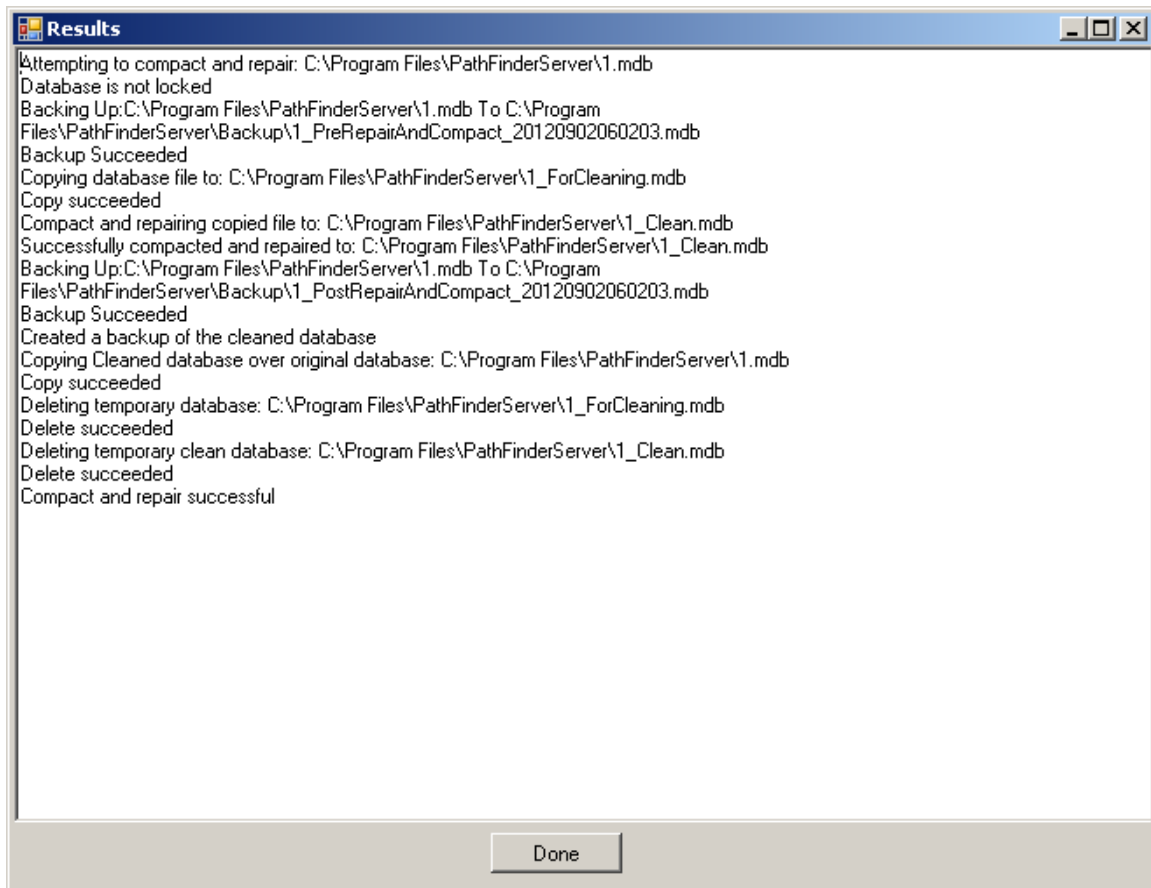 Results
Attempting to compact and repair: C:\Program Files\PathFinderServer\1.mdb
Database is not locked
Backing Up:C:\Program Files\PathFinderServer\1.mdb To C:\Program
Files\PathFinderServer\Backup\1_PreRepairAndCompact_20120902060203.mdb
Backup Succeeded
Copying database file to: C:\Program Files\PathFinderServer\1_ForCleaning.mdb
Copy succeeded
Compact and repairing copied file to: C:\Program Files\PathFinderServer\1_Clean.mdb
Successfully compacted and repaired to: C:\Program Files\PathFinderServer\1_Clean.mdb
Backing Up:C:\Program Files\PathFinderServer\1.mdb To C:\Program
Files\PathFinderServer\Backup\1_PostRepairAndCompact_20120902060203.mdb
Backup Succeeded
Created a backup of the cleaned database
Copying Cleaned database over original database: C:\Program Files\PathFinderServer\1.mdb
Copy succeeded
Deleting temporary database: C:\Program Files\PathFinderServer\1_ForCleaning.mdb
Delete succeeded
Deleting temporary clean database: C:\Program Files\PathFinderServer\1_Clean.mdb
Delete succeeded
Compact and repair successful
Done